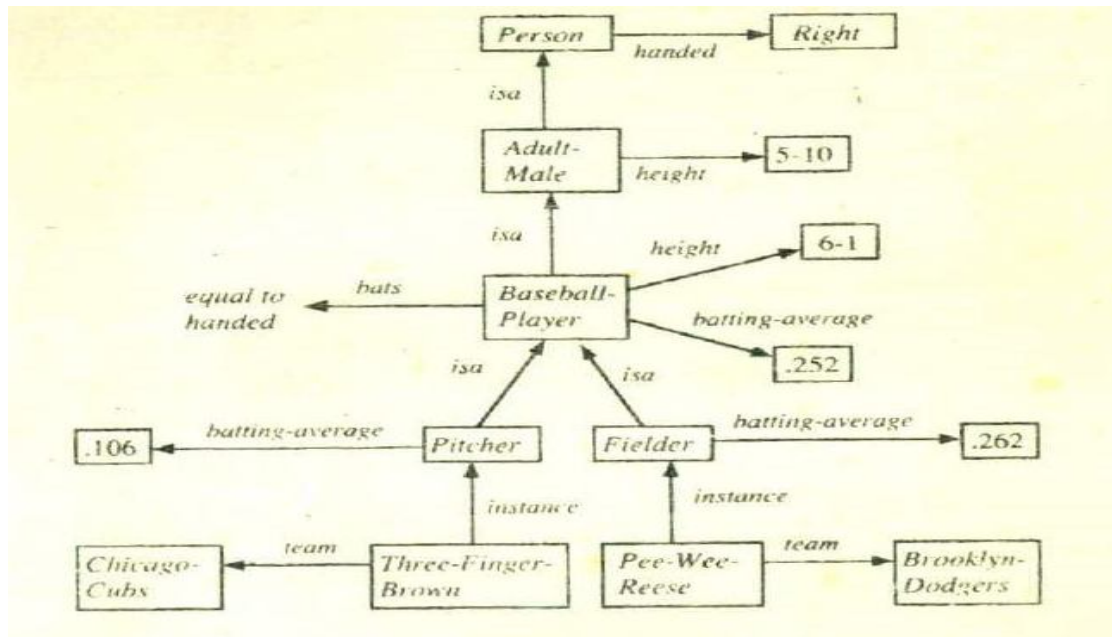 Person
handed
Right
isa
Adult-
Male
height
5-10
isa
height
6-1
equal to
handed
bats
Baseball-
Player
batting-average
.252
isa
isa
.106
batting-average
Pitcher
Fielder
batting-average
.262
instance
instance
Chicago-
Cubs
team
Three-Finger-
Brown
Pee-Wee-
Reese
team
Brooklyn-
Dodgers